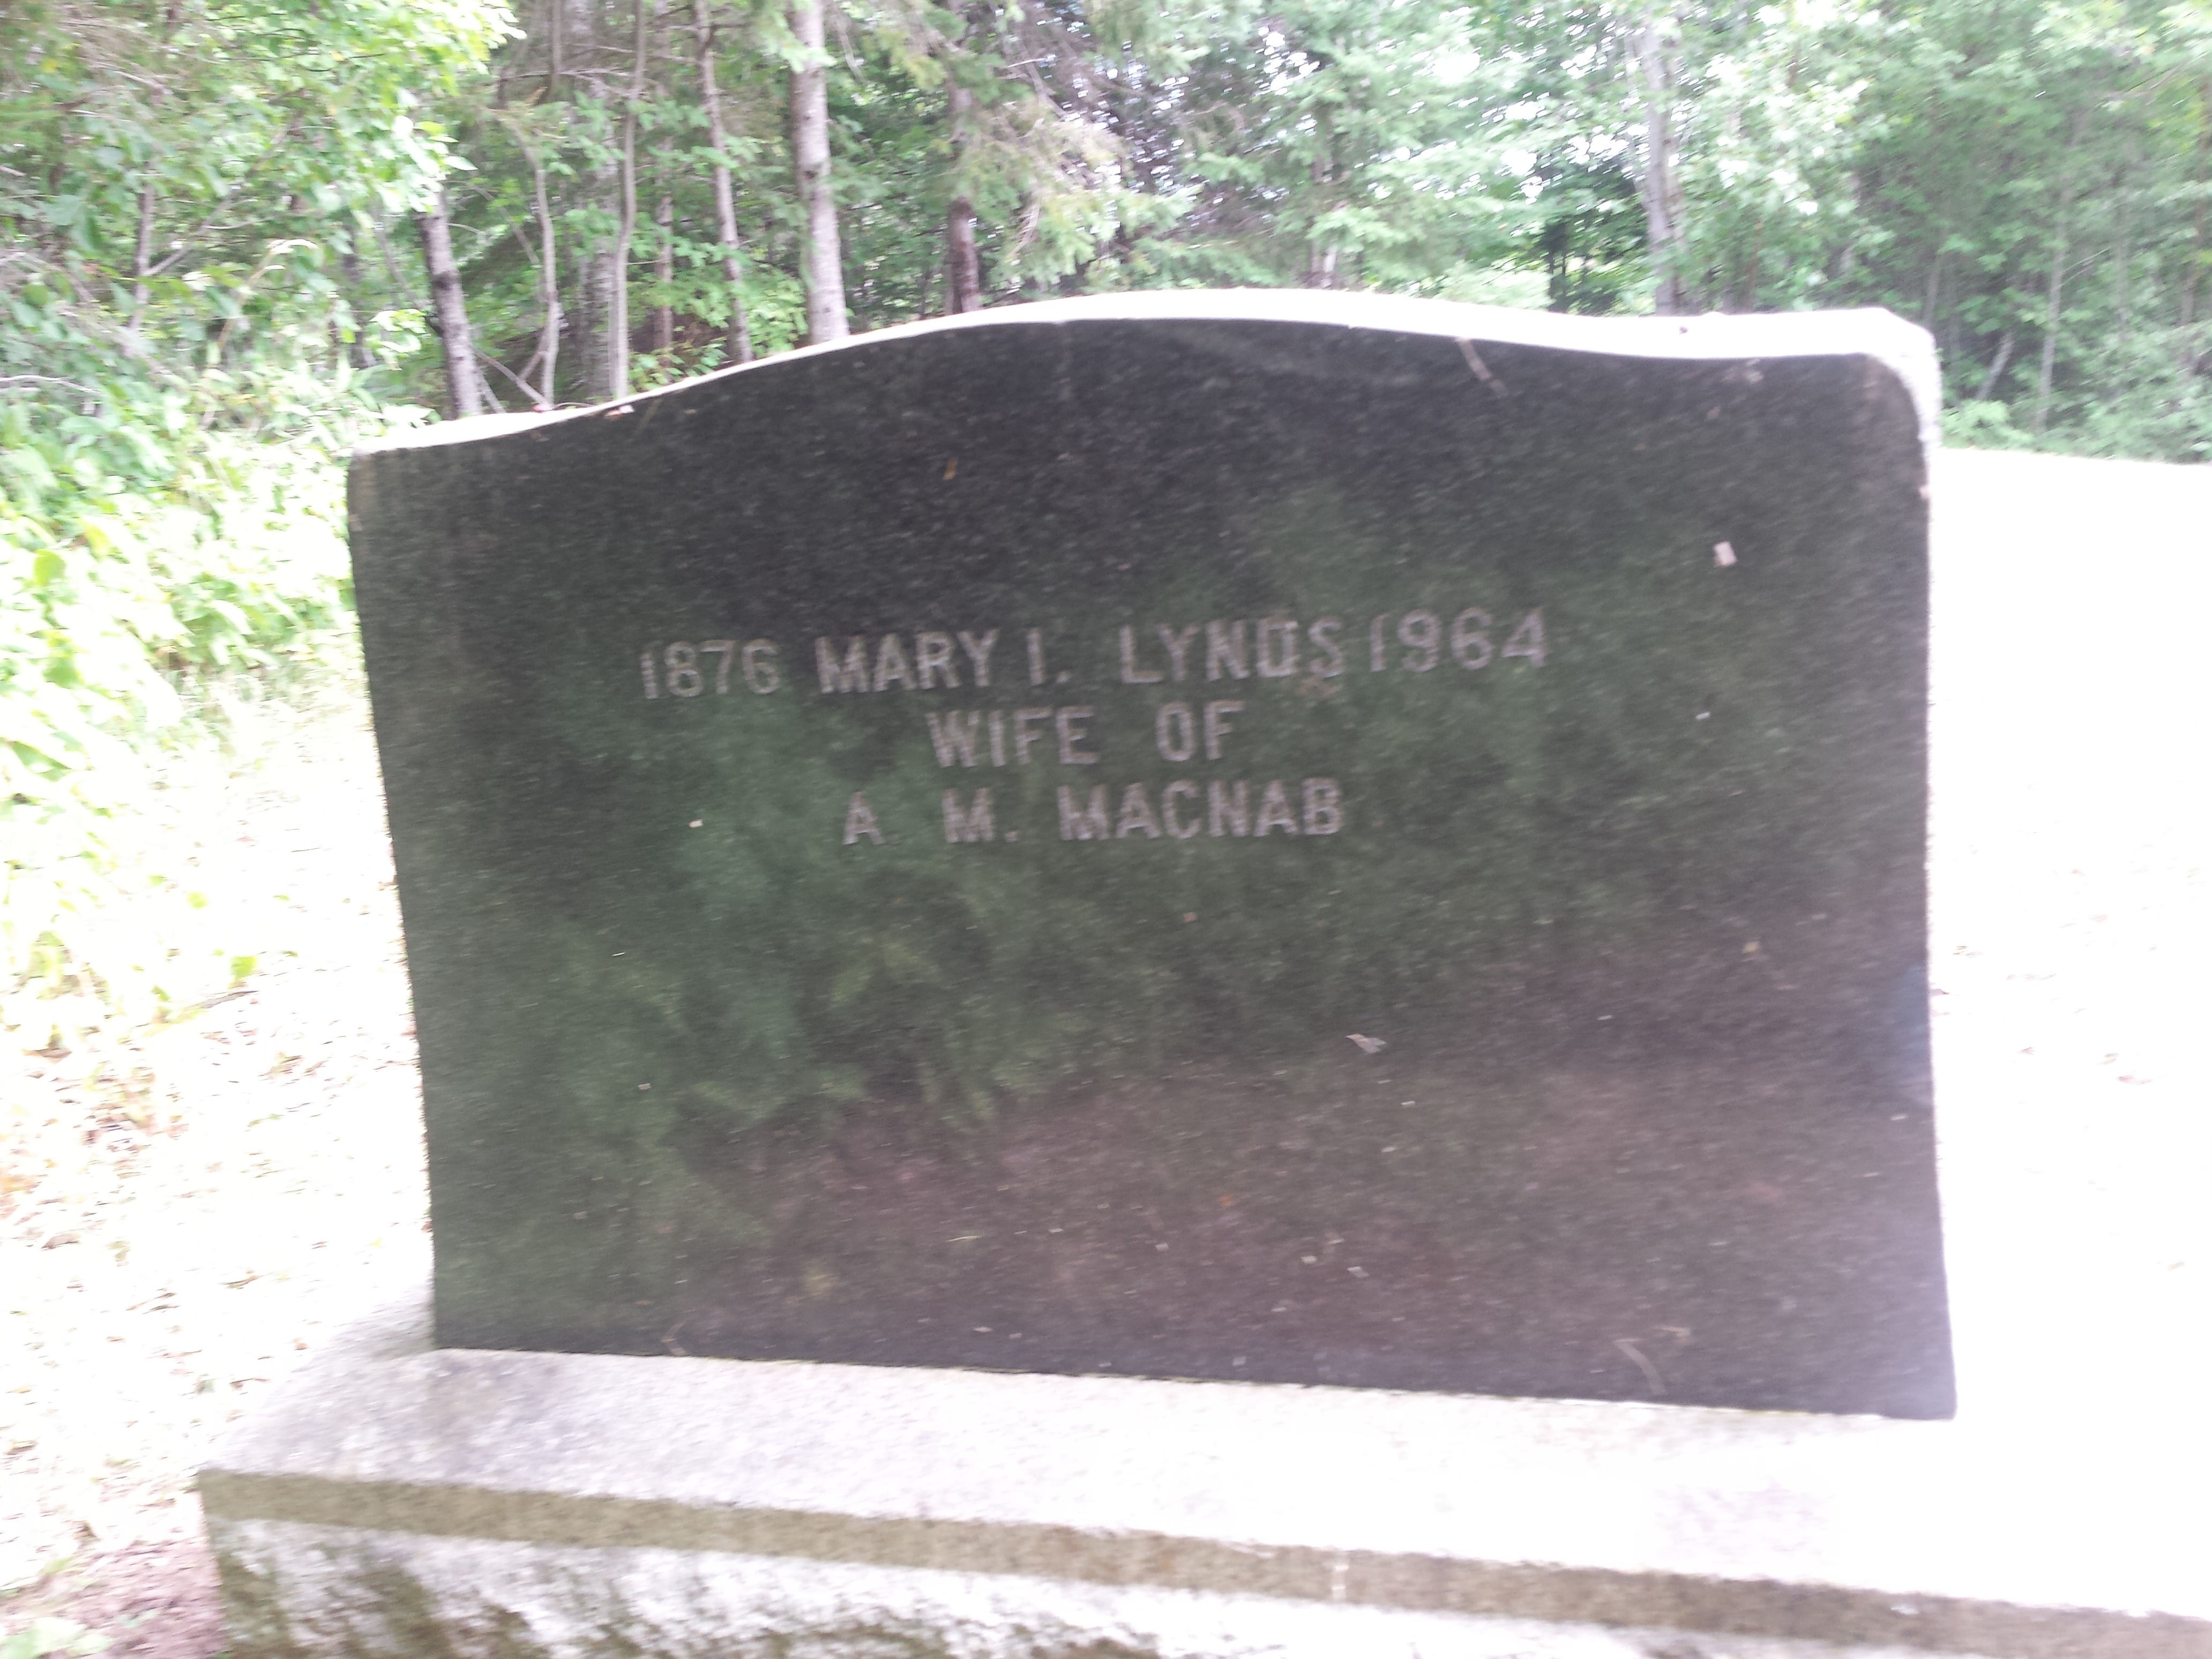 1876 MARY I. LYNDS 1964
WIFE OF
A. M. MACNAB